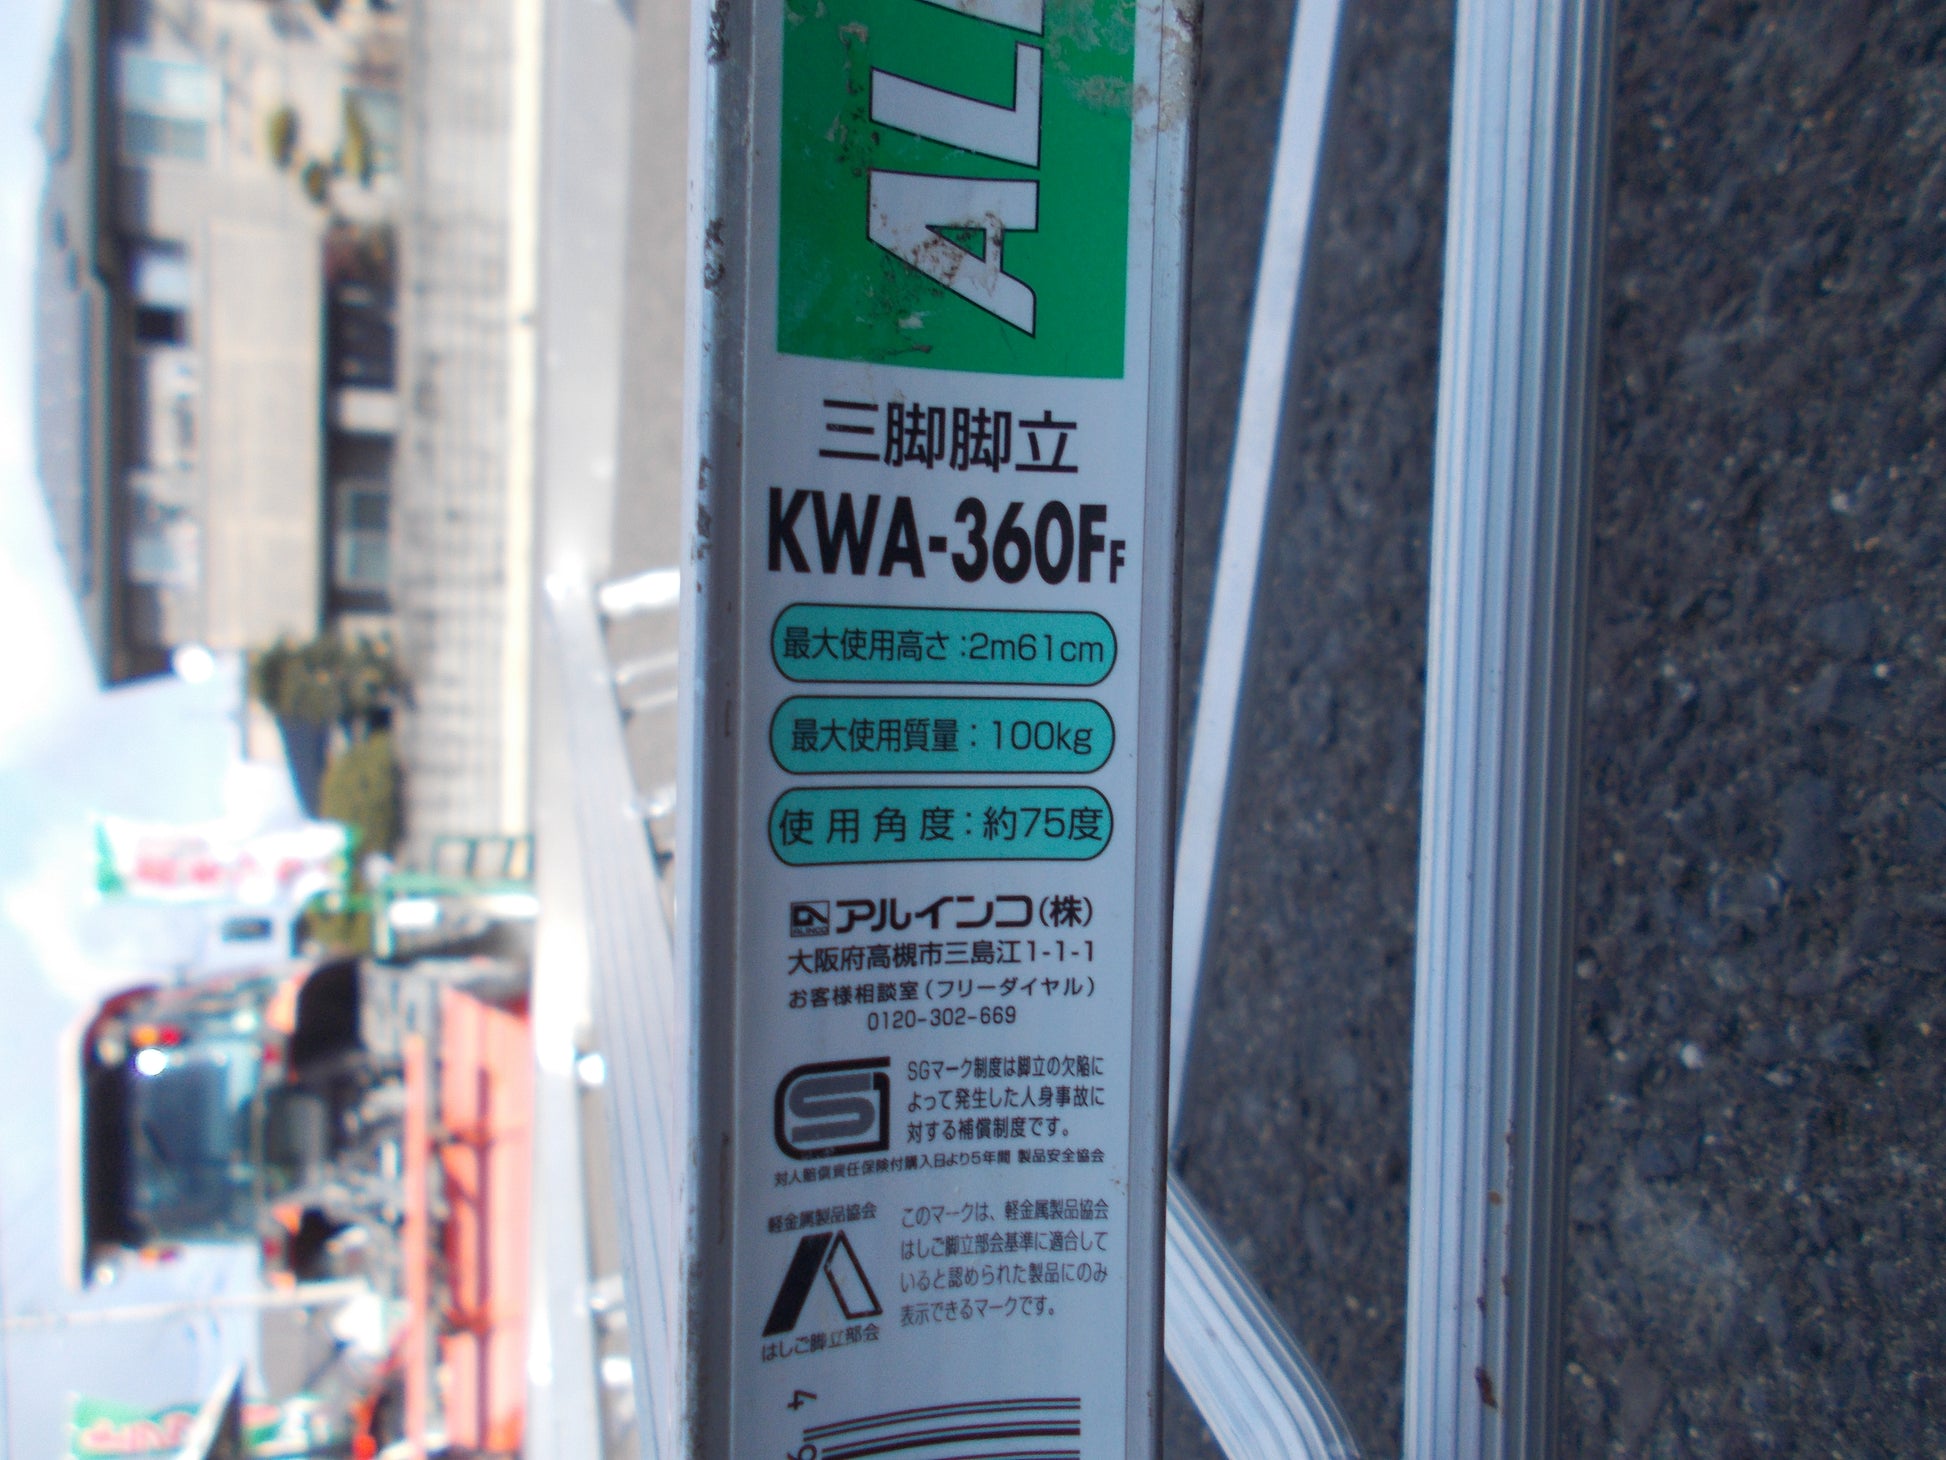 AL
三脚脚立
KWA-360FF
最大使用高さ:2m61cm
最大使用質量:100kg
使用角度:約75度
ALINCO アルインコ(株)
大阪府高槻市三島江1-1-1
お客様相談室(フリーダイヤル)
0120-302-669
SGマーク制度は脚立の欠陥に
よって発生した人身事故に
対する補償制度です。
対人賠償責任保険付購入日より5年間 製品安全協会
軽金属製品協会
はしご脚立部会
このマークは、軽金属製品協会
はしご脚立部会基準に適合して
いると認められた製品にのみ
表示できるマークです。
4